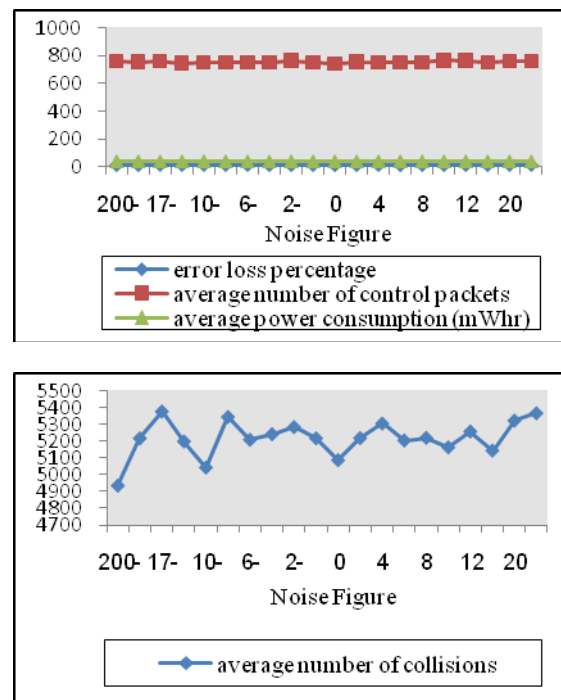 1000
800
600
400
200
0
200- 17- 10- 6- 2- 0 4 8 12 20
Noise Figure
error loss percentage
average number of control packets
average power consumption (mWhr)
5500
5400
5300
5200
5100
5000
4900
4800
4700
200- 17- 10- 6- 2- 0 4 8 12 20
Noise Figure
average number of collisions